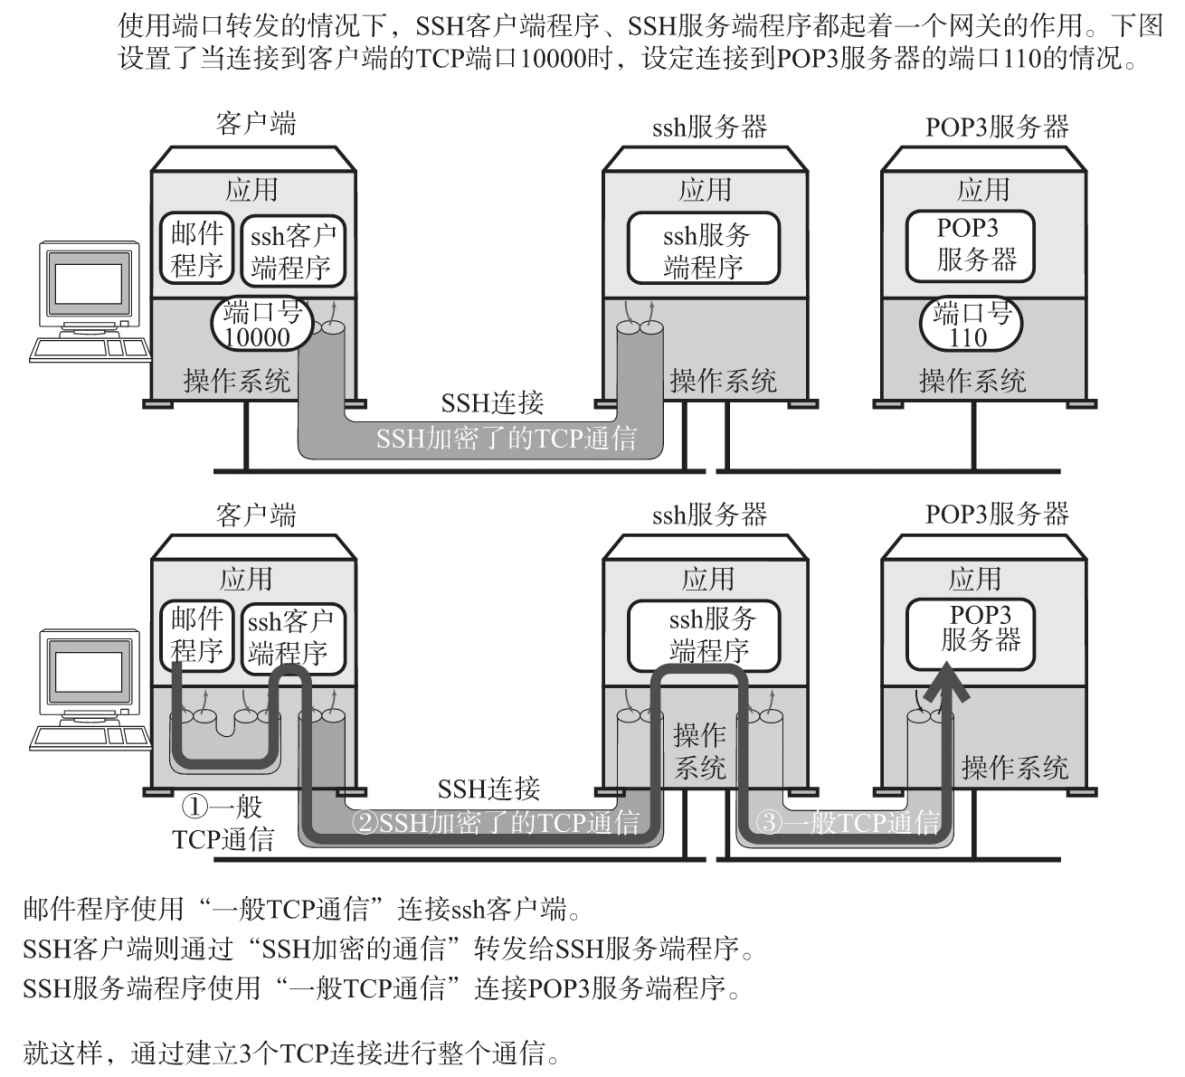 使用端口转发的情况下，SSH客户端程序、SSH服务端程序都起着一个网关的作用。下图
设置了当连接到客户端的TCP端口10000时，设定连接到POP3服务器的端口110的情况。
客户端
ssh服务器
POP3服务器
应用
应用
应用
邮件
程序
ssh客户
端程序
ssh服务
端程序
POP3
服务器
端口号
10000
端口号
110
操作系统
操作系统
操作系统
SSH连接
SSH加密了的TCP通信
客户端
ssh服务器
POP3服务器
应用
应用
应用
邮件
程序
ssh客户
端程序
ssh服务
端程序
POP3
服务器
操作
系统
操作系统
①一般
TCP通信
SSH连接
②SSH加密了的TCP通信
③一般TCP通信
邮件程序使用“一般TCP通信”连接ssh客户端。
SSH客户端则通过“SSH加密的通信”转发给SSH服务端程序。
SSH服务端程序使用“一般TCP通信”连接POP3服务端程序。
就这样，通过建立3个TCP连接进行整个通信。